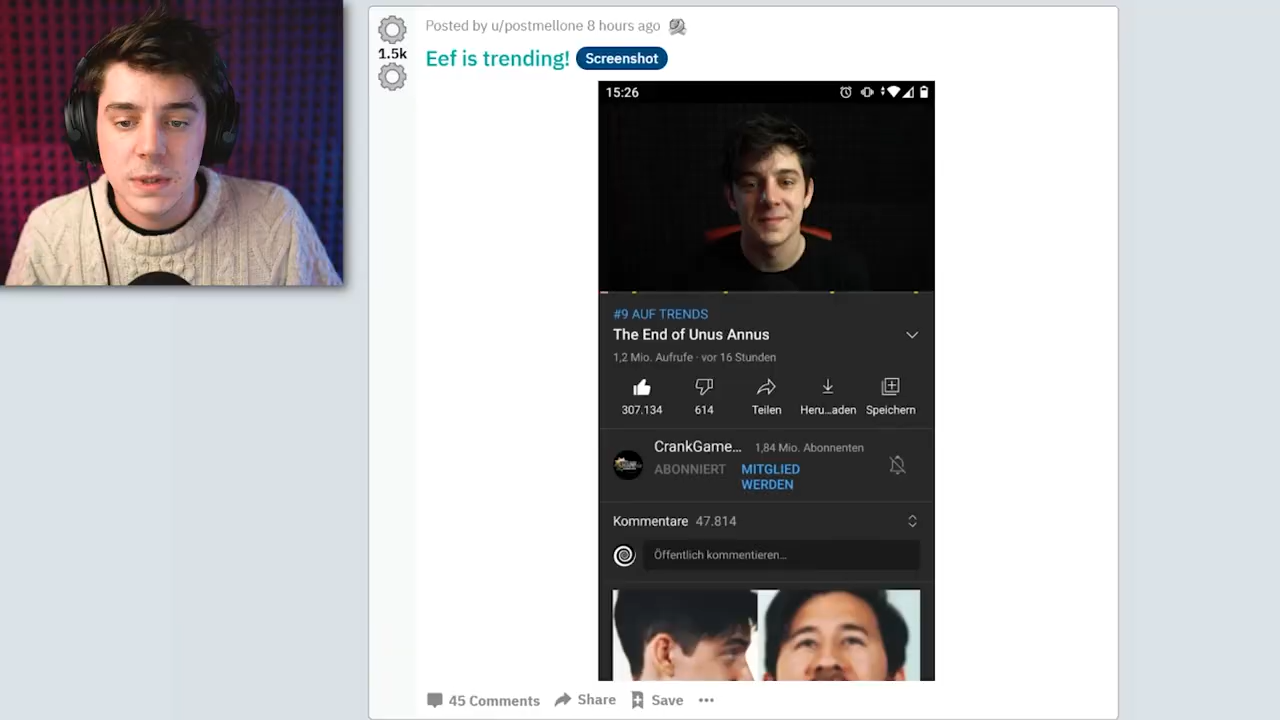 Posted by u/postmellone 8 hours ago
1.5k
Eef is trending! Screenshot
15:26
#9 AUF TRENDS
The End of Unus Annus
1,2 Mio. Aufrufe · vor 16 Stunden
307.134 614 Teilen Heru...aden Speichern
CrankGame... 1,84 Mio. Abonnenten
ABONNIERT MITGLIED
WERDEN
Kommentare 47.814
Öffentlich kommentieren...
45 Comments Share Save